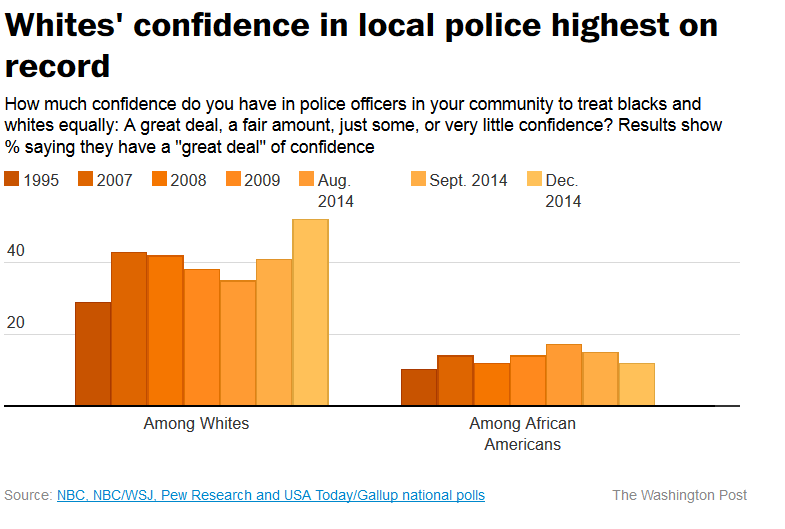 Whites' confidence in local police highest on
record
How much confidence do you have in police officers in your community to treat blacks and
whites equally: A great deal, a fair amount, just some, or very little confidence? Results show
% saying they have a "great deal" of confidence
1995 2007 2008 2009 Aug. 2014 Sept. 2014 Dec. 2014
40
20
Among Whites
Among African
Americans
Source: NBC, NBC/WSJ, Pew Research and USA Today/Gallup national polls
The Washington Post